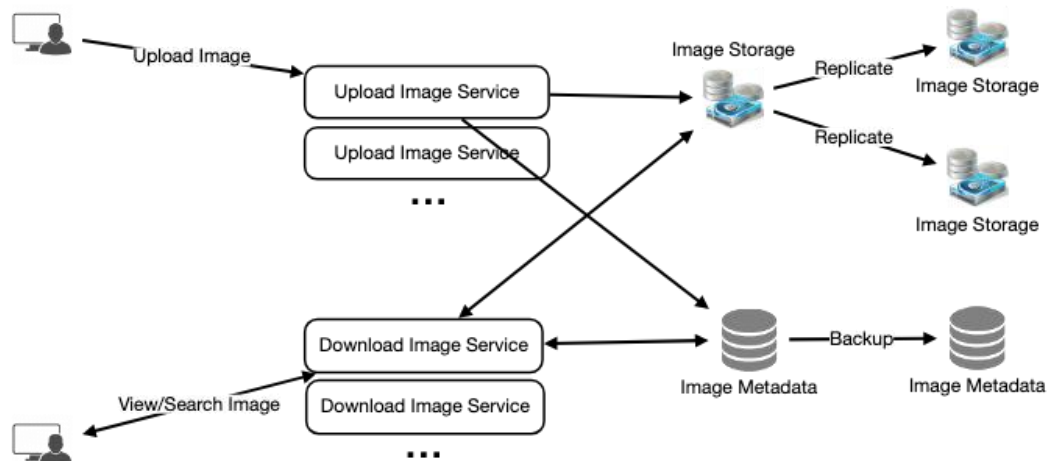 Upload Image
Image Storage
Replicate
Image Storage
Upload Image Service
Upload Image Service
...
Replicate
Image Storage
Download Image Service
Download Image Service
...
View/Search Image
Image Metadata
Backup
Image Metadata